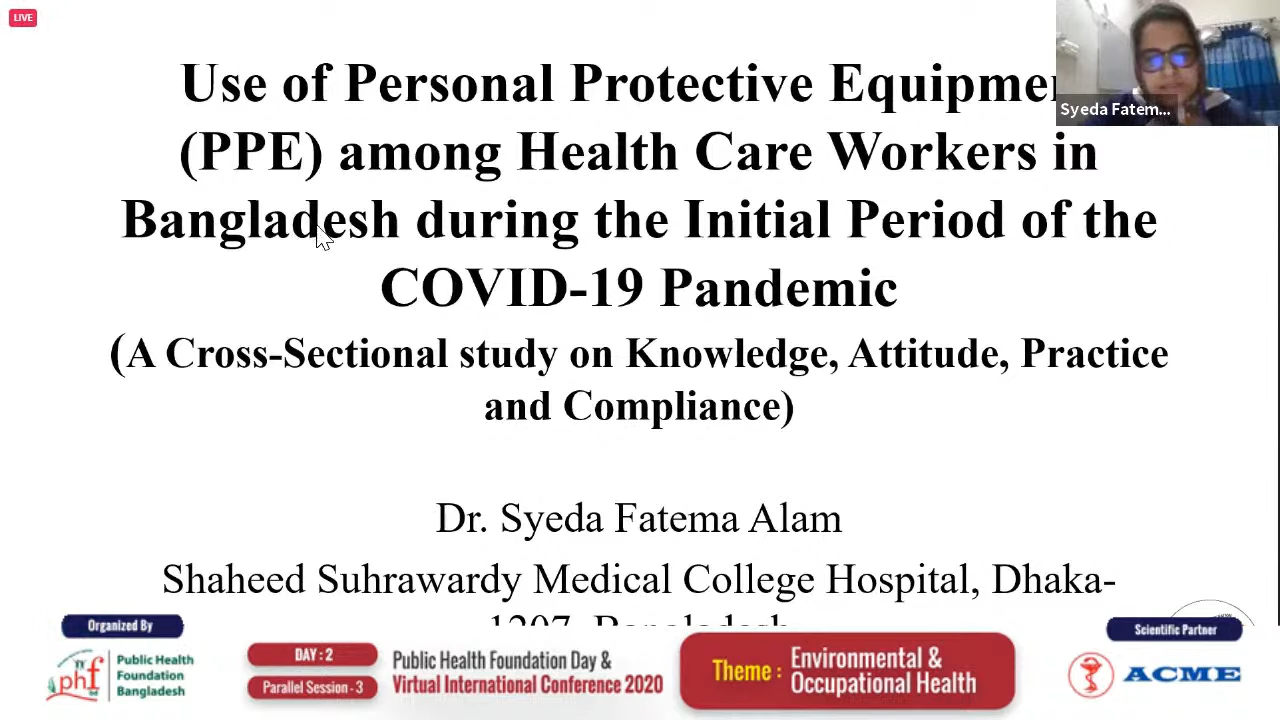 LIVE
Use of Personal Protective Equipmen
(PPE) among Health Care Workers in
Bangladesh during the Initial Period of the
COVID-19 Pandemic
(A Cross-Sectional study on Knowledge, Attitude, Practice
and Compliance)
Syeda Fatem...
Dr. Syeda Fatema Alam
Shaheed Suhrawardy Medical College Hospital, Dhaka-
1207, Bangladesh
Organized By
phf
Public Health
Foundation
Bangladesh
DAY : 2
Parallel Session - 3
Public Health Foundation Day &
Virtual International Conference 2020
Theme :
Environmental &
Occupational Health
Scientific Partner
ACME